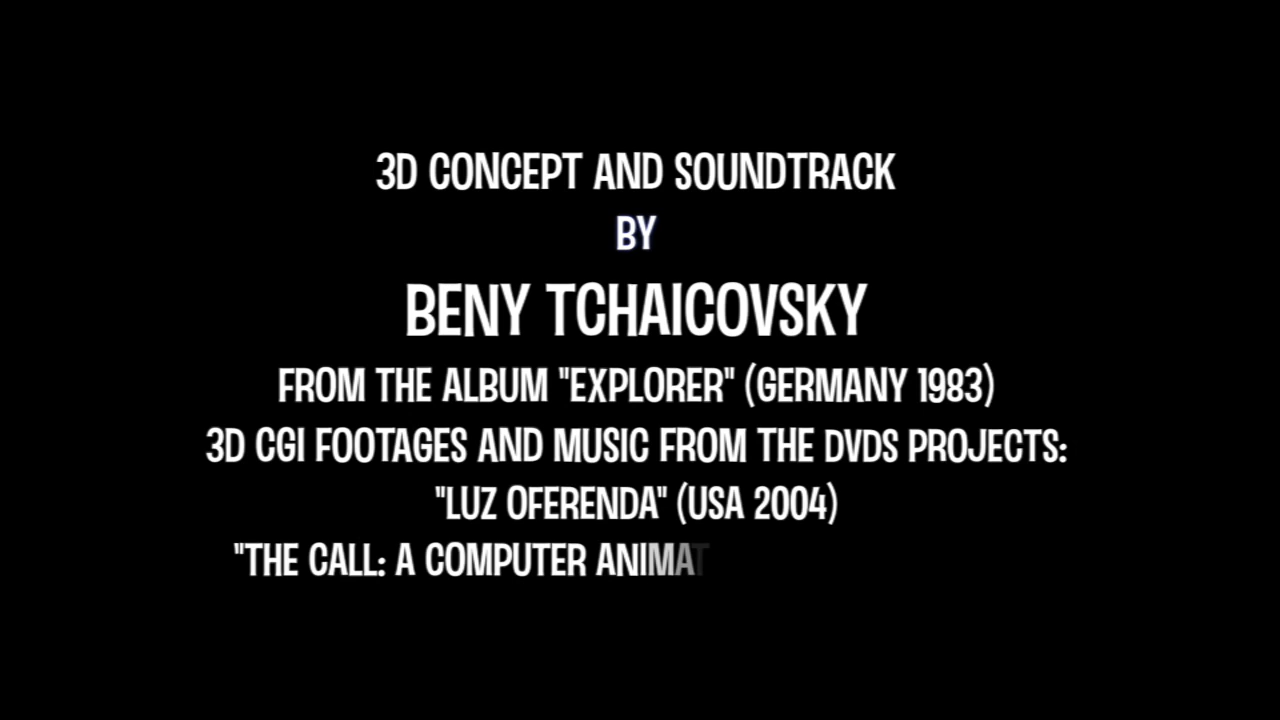 3D CONCEPT AND SOUNDTRACK
BY
BENY TCHAICOVSKY
FROM THE ALBUM "EXPLORER" (GERMANY 1983)
3D CGI FOOTAGES AND MUSIC FROM THE DVDS PROJECTS:
"LUZ OFERENDA" (USA 2004)
"THE CALL: A COMPUTER ANIMAT